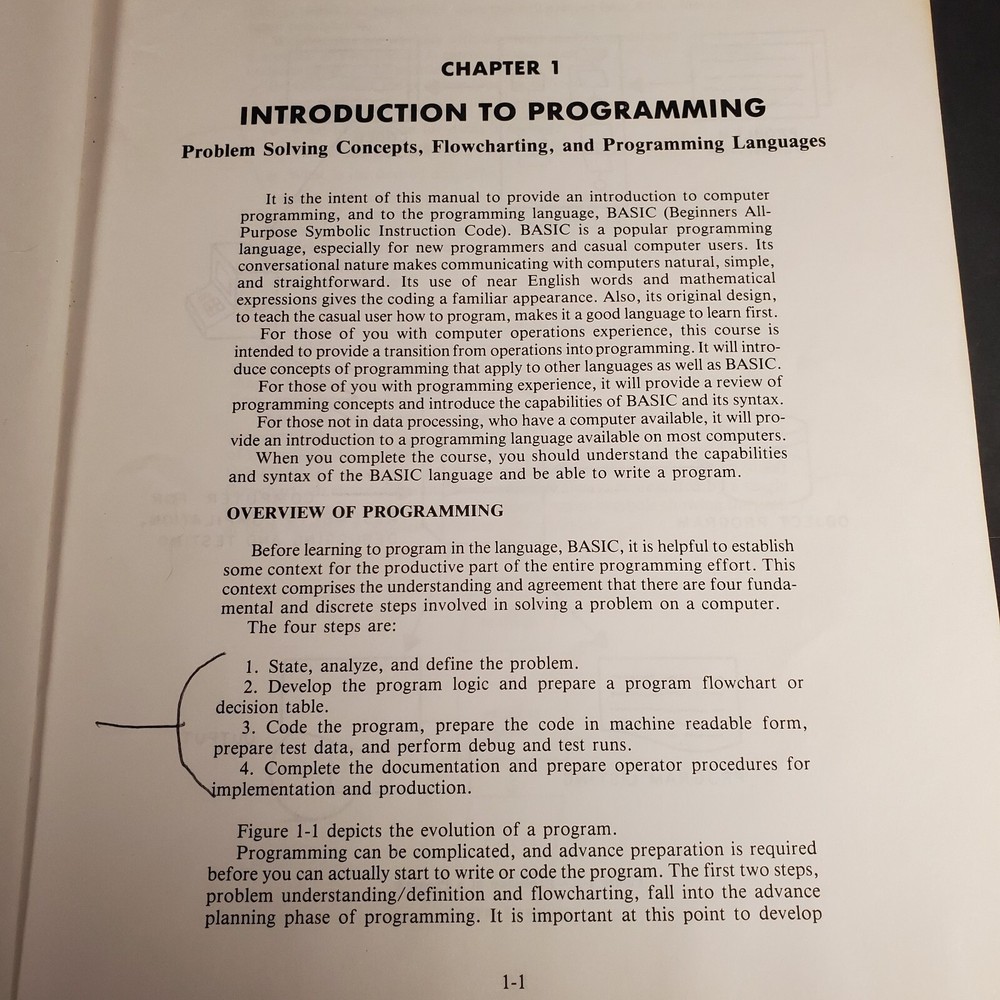 CHAPTER 1
INTRODUCTION TO PROGRAMMING
Problem Solving Concepts, Flowcharting, and Programming Languages
It is the intent of this manual to provide an introduction to computer
programming, and to the programming language, BASIC (Beginners All-
Purpose Symbolic Instruction Code). BASIC is a popular programming
language, especially for new programmers and casual computer users. Its
conversational nature makes communicating with computers natural, simple,
and straightforward. Its use of near English words and mathematical
expressions gives the coding a familiar appearance. Also, its original design,
to teach the casual user how to program, makes it a good language to learn first.
For those of you with computer operations experience, this course is
intended to provide a transition from operations into programming. It will intro-
duce concepts of programming that apply to other languages as well as BASIC.
For those of you with programming experience, it will provide a review of
programming concepts and introduce the capabilities of BASIC and its syntax.
For those not in data processing, who have a computer available, it will pro-
vide an introduction to a programming language available on most computers.
When you complete the course, you should understand the capabilities
and syntax of the BASIC language and be able to write a program.
OVERVIEW OF PROGRAMMING
Before learning to program in the language, BASIC, it is helpful to establish
some context for the productive part of the entire programming effort. This
context comprises the understanding and agreement that there are four funda-
mental and discrete steps involved in solving a problem on a computer.
The four steps are:
1. State, analyze, and define the problem.
2. Develop the program logic and prepare a program flowchart or
decision table.
3. Code the program, prepare the code in machine readable form,
prepare test data, and perform debug and test runs.
4. Complete the documentation and prepare operator procedures for
implementation and production.
Figure 1-1 depicts the evolution of a program.
Programming can be complicated, and advance preparation is required
before you can actually start to write or code the program. The first two steps,
problem understanding/definition and flowcharting, fall into the advance
planning phase of programming. It is important at this point to develop
1-1